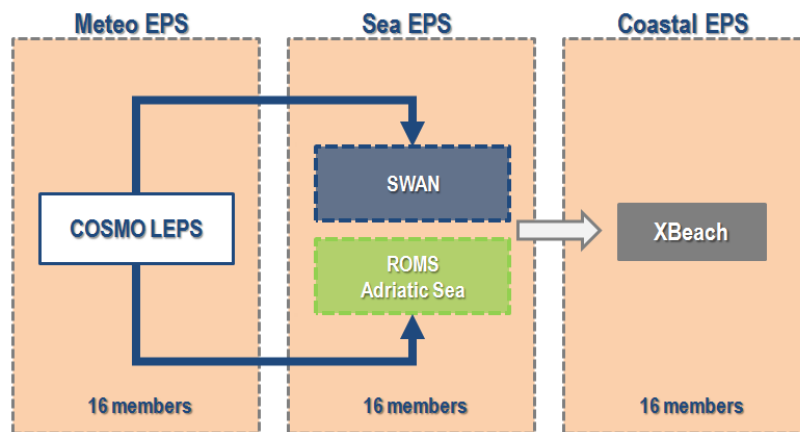 Meteo EPS
Sea EPS
Coastal EPS
SWAN
COSMO LEPS
XBeach
ROMS
Adriatic Sea
16 members
16 members
16 members